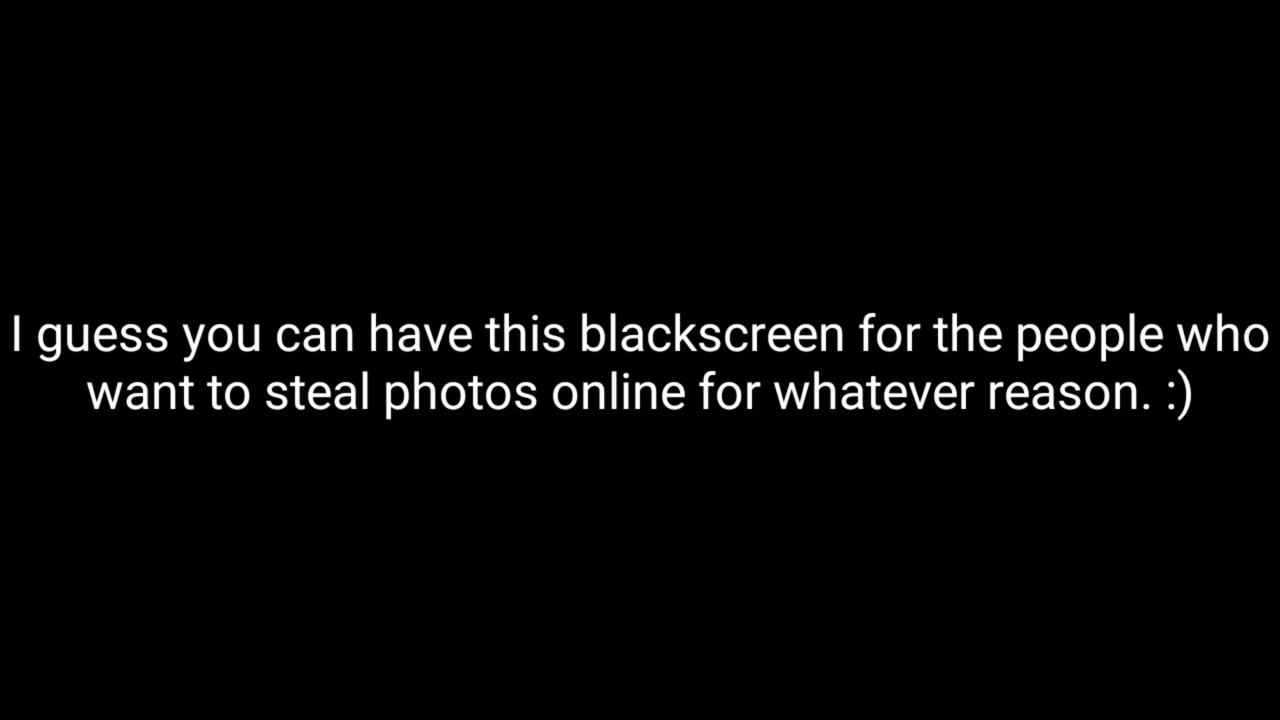 I guess you can have this blackscreen for the people who
want to steal photos online for whatever reason. :)